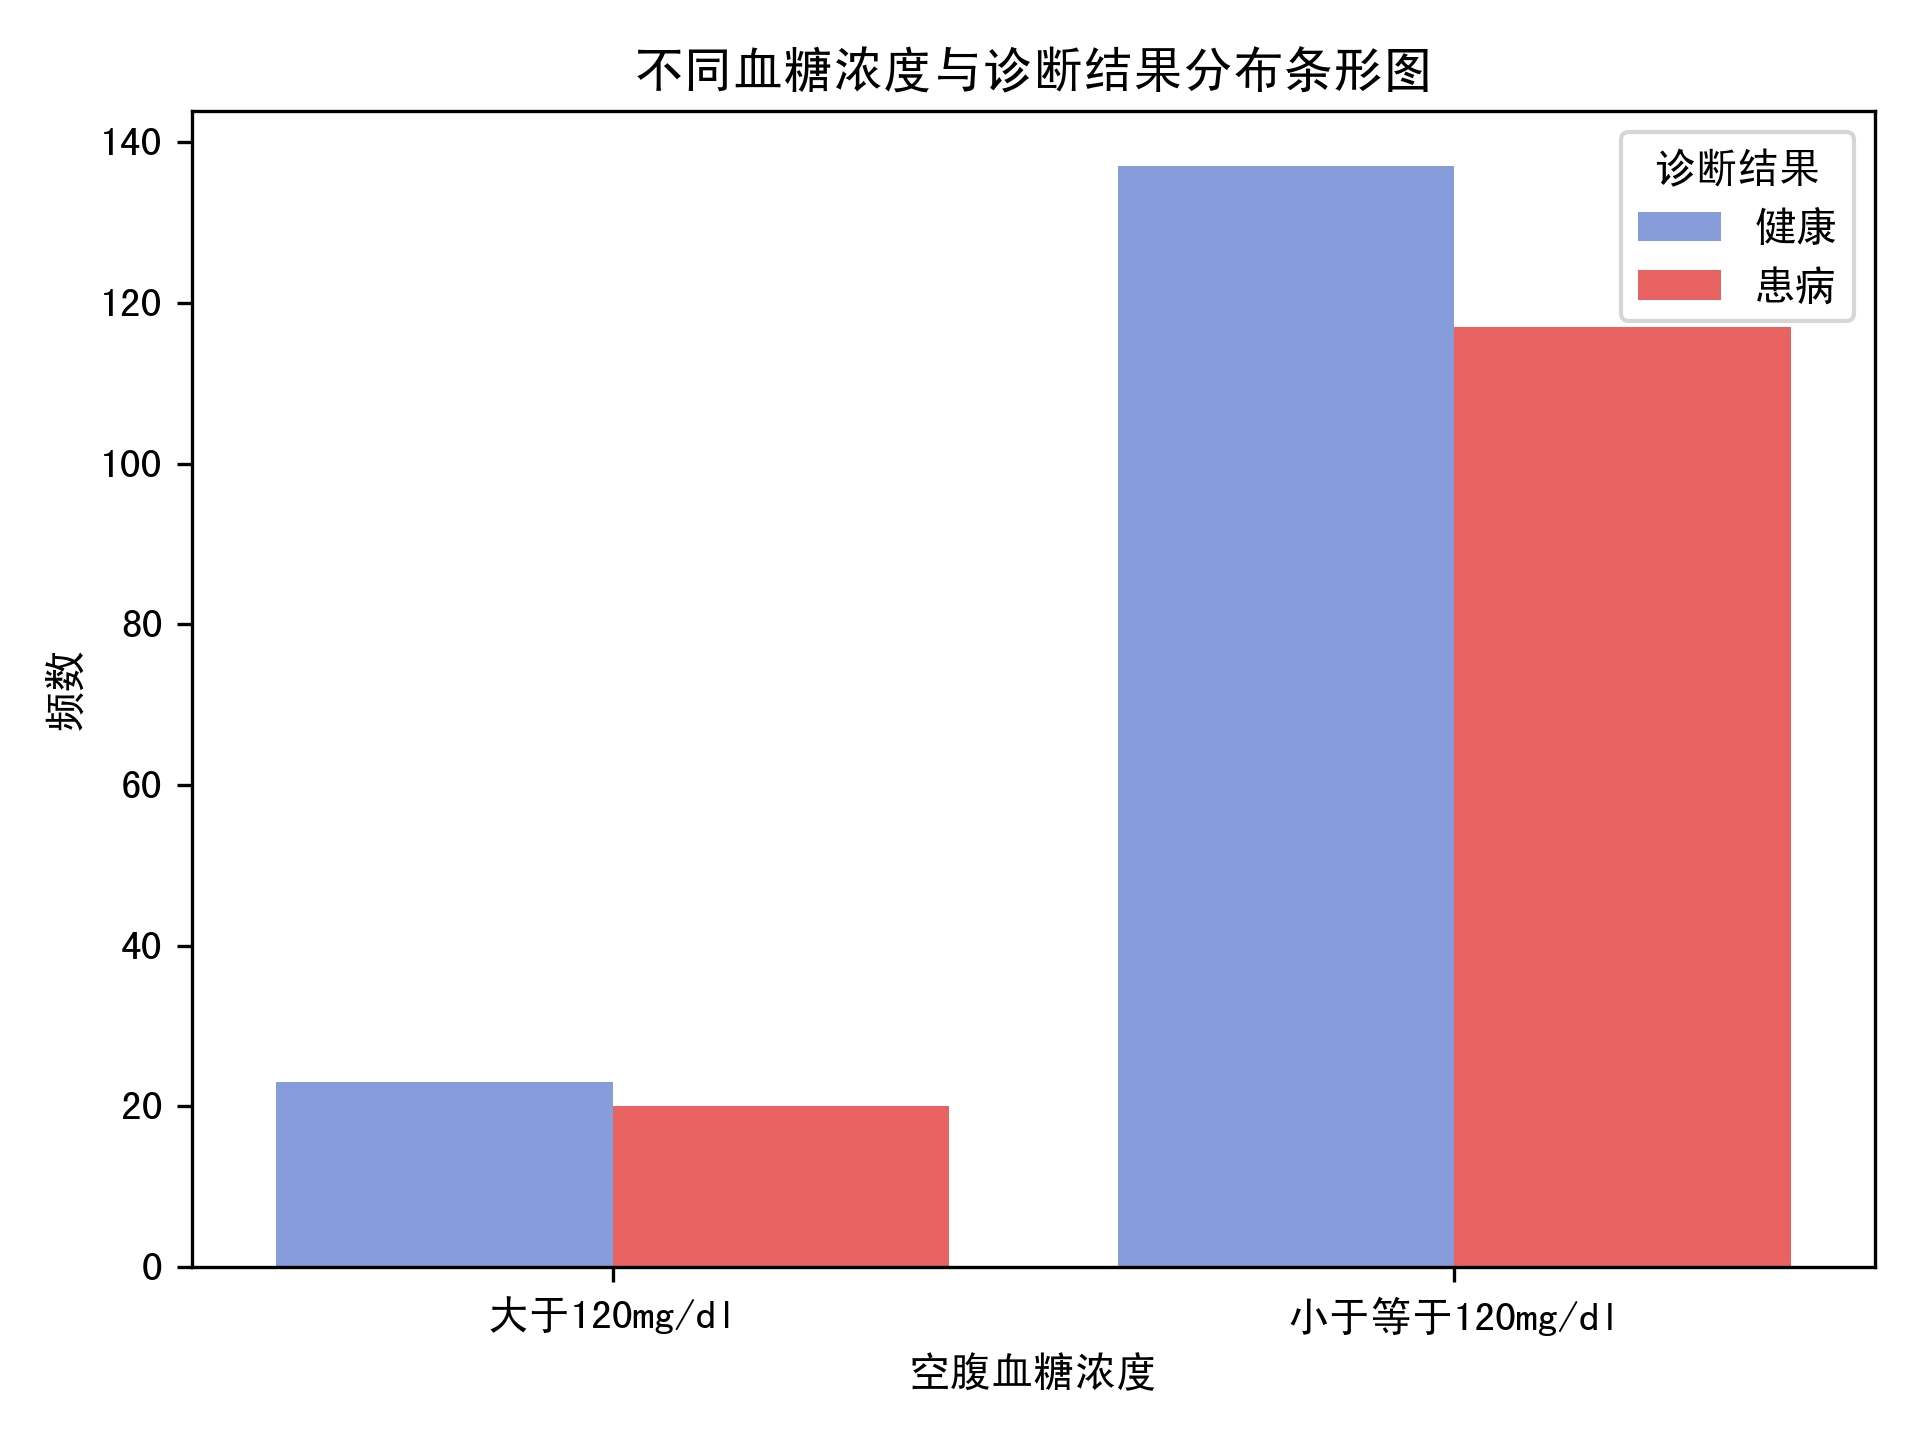 不同血糖浓度与诊断结果分布条形图
诊断结果
健康
患病
频数
140
120
100
80
60
40
20
0
大于120mg/dl
小于等于120mg/dl
空腹血糖浓度